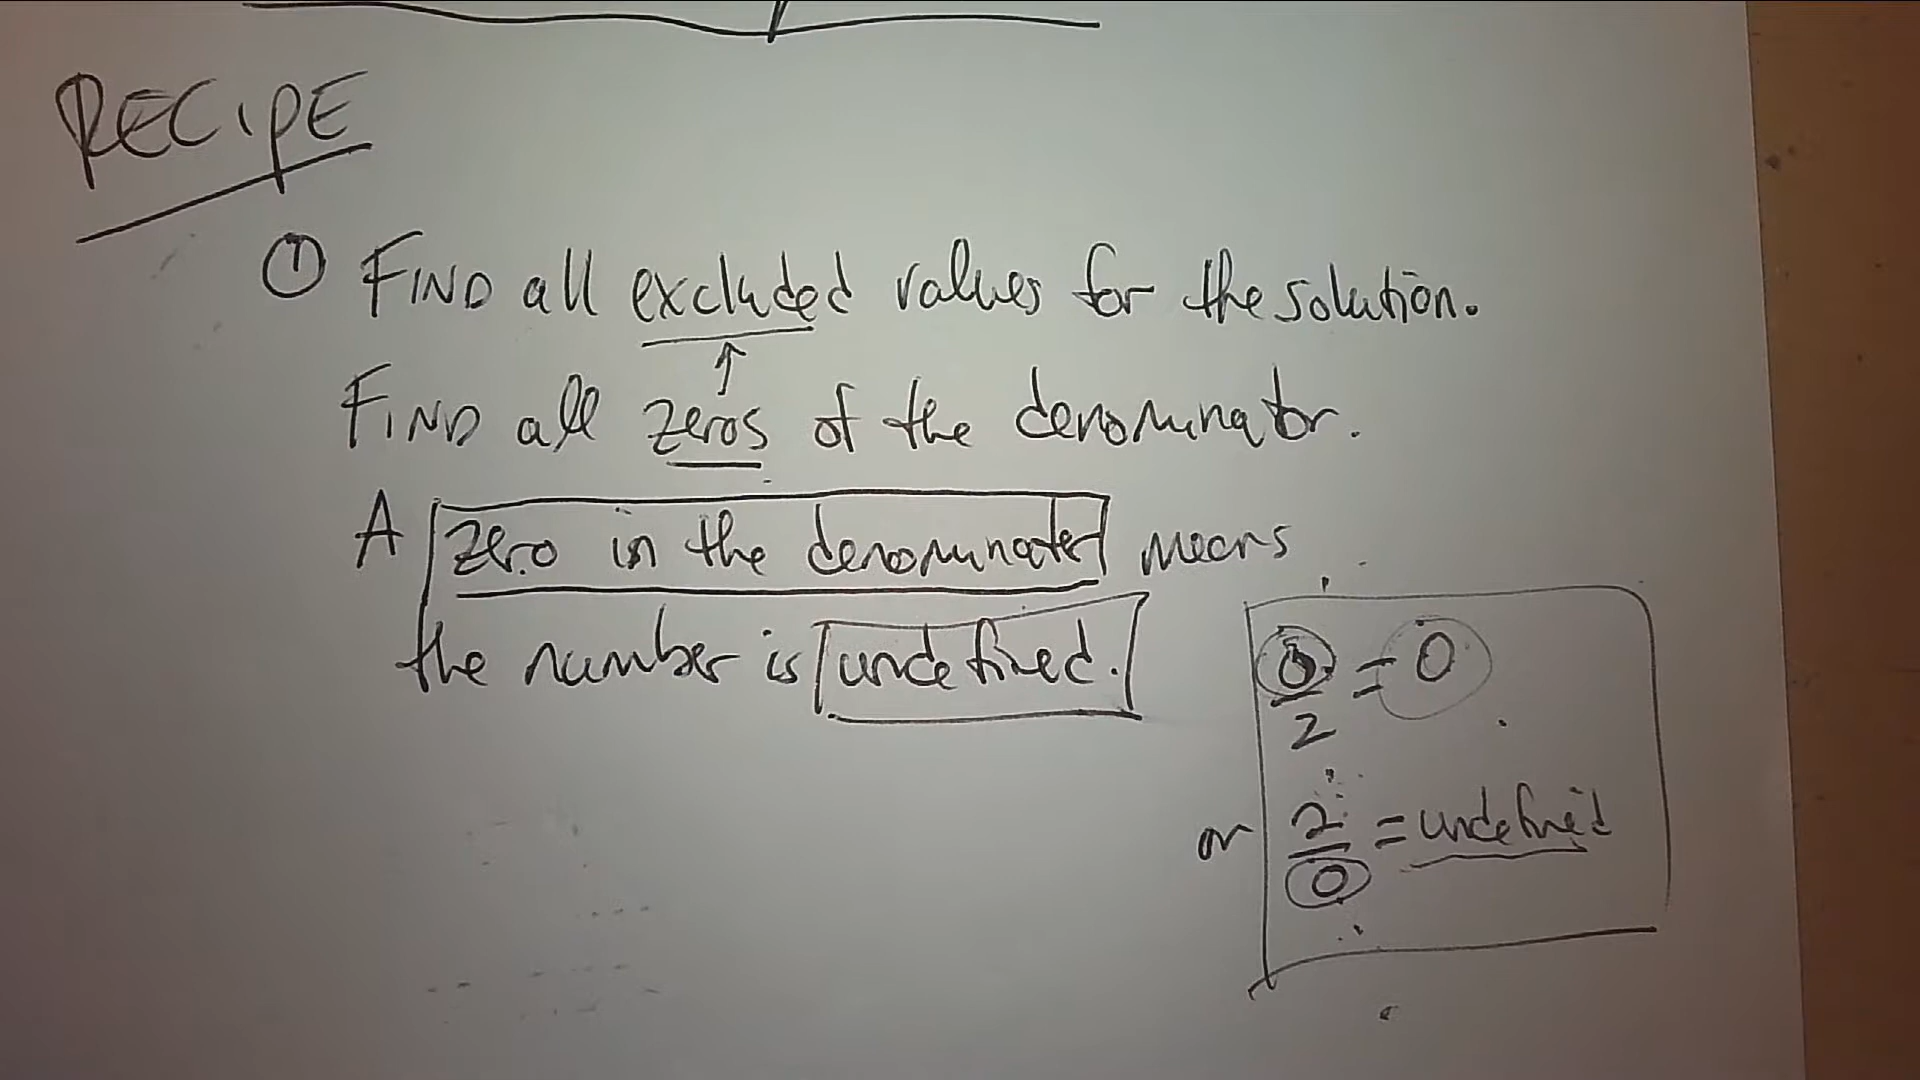 RECIPE
① FIND all excluded values for the solution.
↑
FIND all zeros of the denominator.
A zero in the denominator means
the number is undefined.
0/2 = 0
or 2/0 = undefined